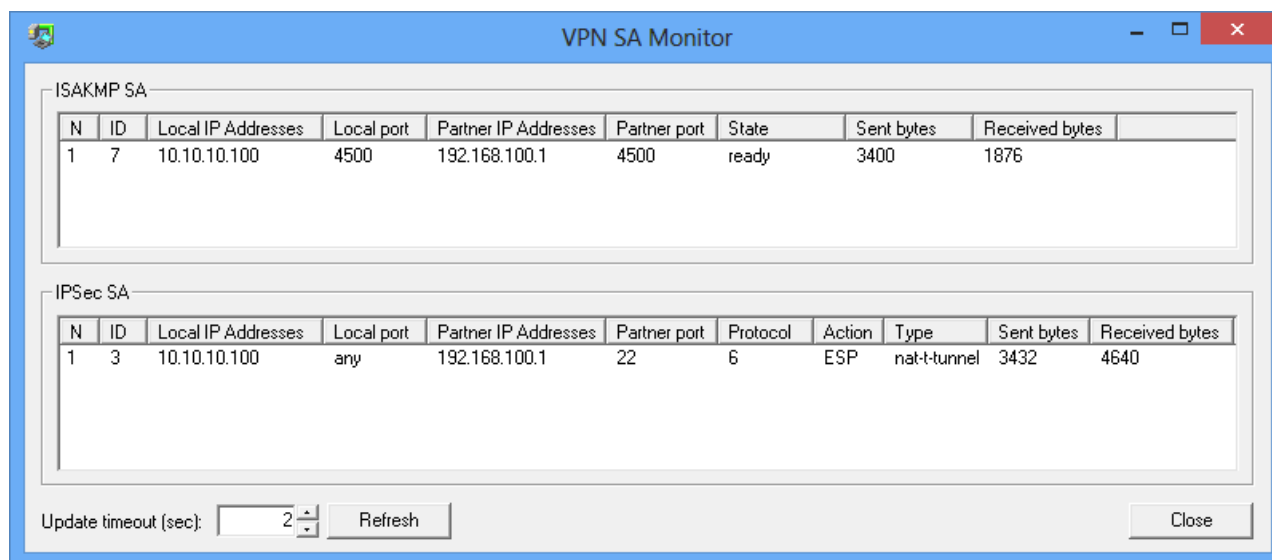 VPN SA Monitor
ISAKMP SA
N ID Local IP Addresses Local port Partner IP Addresses Partner port State Sent bytes Received bytes
1 7 10.10.10.100 4500 192.168.100.1 4500 ready 3400 1876
IPSec SA
N ID Local IP Addresses Local port Partner IP Addresses Partner port Protocol Action Type Sent bytes Received bytes
1 3 10.10.10.100 any 192.168.100.1 22 6 ESP nat-t-tunnel 3432 4640
Update timeout (sec): 2 Refresh Close